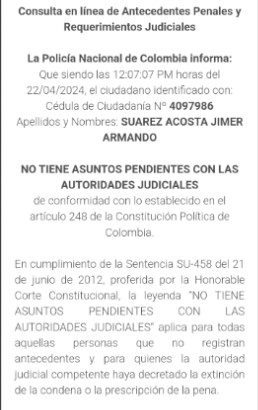 Consulta en línea de Antecedentes Penales y
Requerimientos Judiciales
La Policía Nacional de Colombia informa:
Que siendo las 12:07:07 PM horas del
22/04/2024, el ciudadano identificado con:
Cédula de Ciudadanía Nº 4097986
Apellidos y Nombres: SUAREZ ACOSTA JIMER
ARMANDO
NO TIENE ASUNTOS PENDIENTES CON LAS
AUTORIDADES JUDICIALES
de conformidad con lo establecido en el
artículo 248 de la Constitución Política de
Colombia.
En cumplimiento de la Sentencia SU-458 del 21
de junio de 2012, proferida por la Honorable
Corte Constitucional, la leyenda "NO TIENE
ASUNTOS PENDIENTES CON LAS
AUTORIDADES JUDICIALES" aplica para todas
aquellas personas que no registran
antecedentes y para quienes la autoridad
judicial competente haya decretado la extinción
de la condena o la prescripción de la pena.